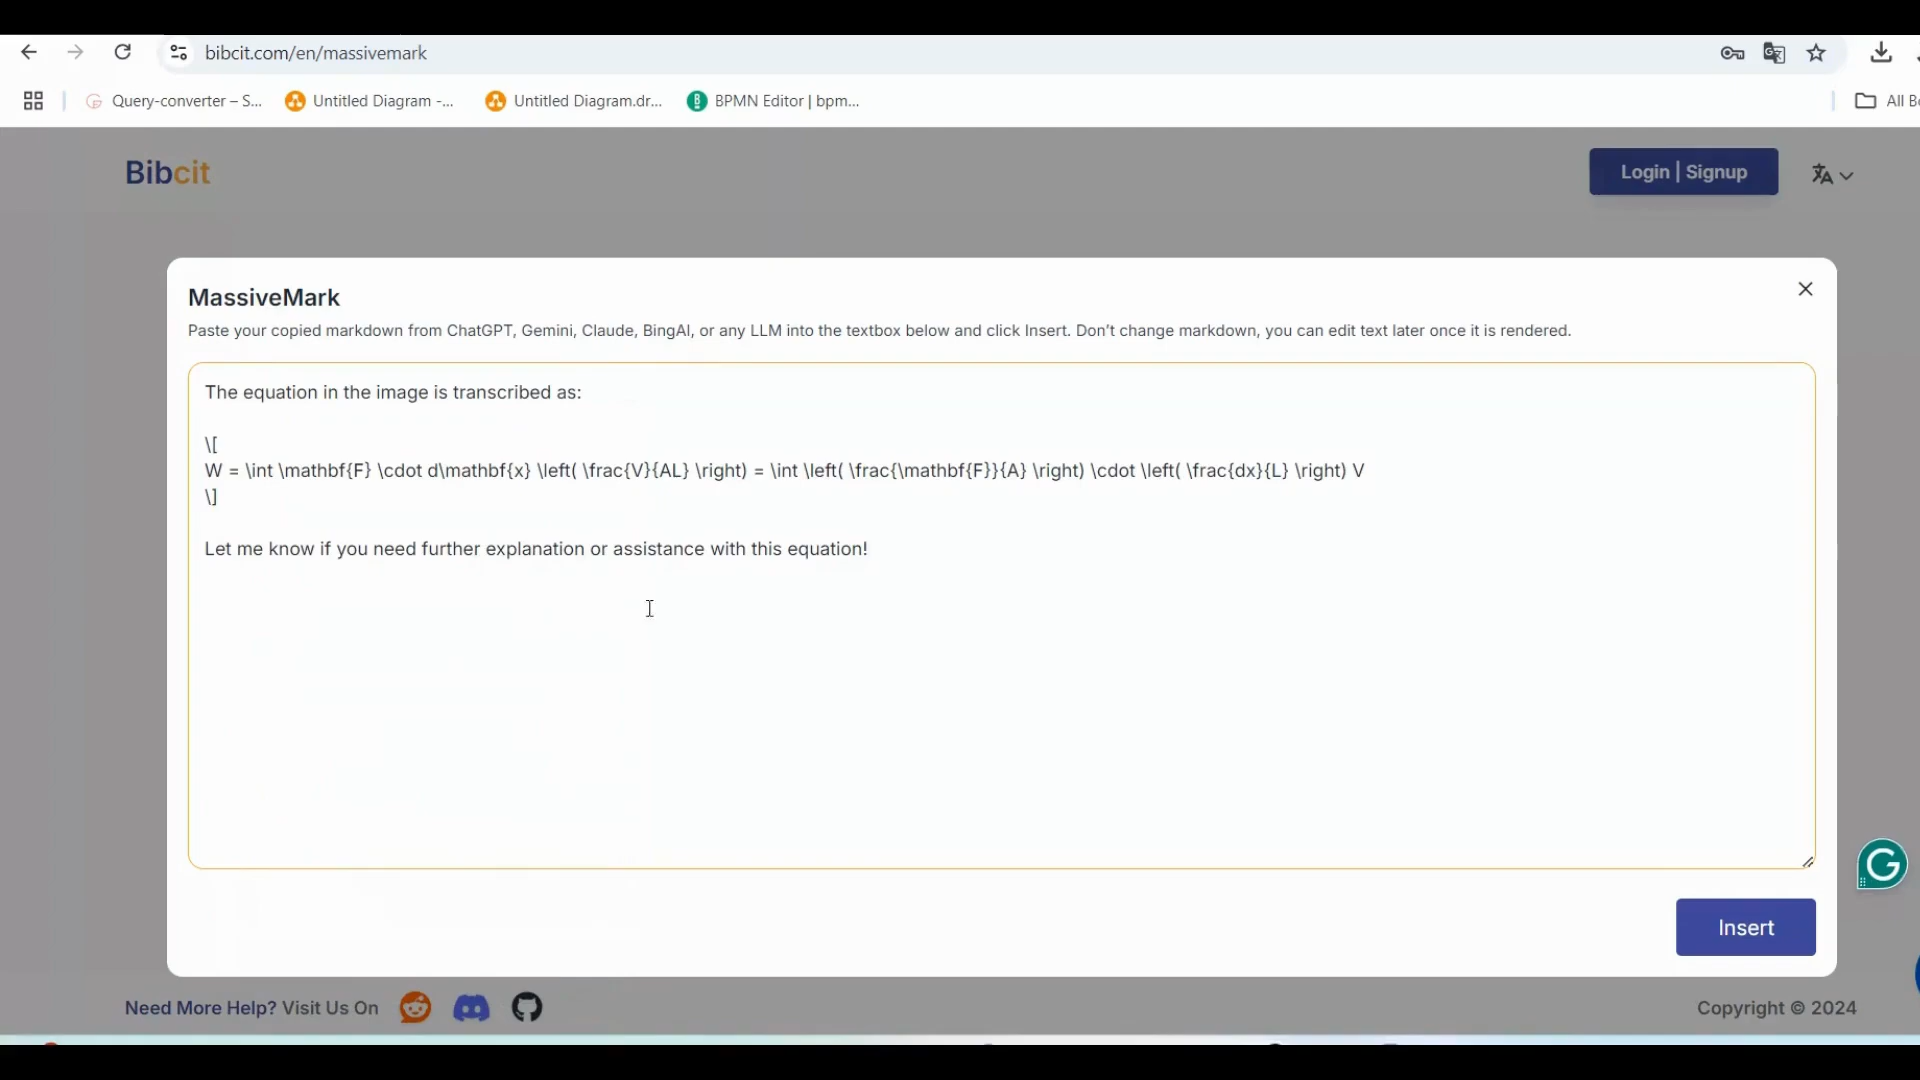 bibcit.com/en/massivemark
Query-converter – S... Untitled Diagram -... Untitled Diagram.dr... BPMN Editor | bpm... All Bo
Bibcit Login | Signup
MassiveMark
Paste your copied markdown from ChatGPT, Gemini, Claude, BingAI, or any LLM into the textbox below and click Insert. Don't change markdown, you can edit text later once it is rendered.
The equation in the image is transcribed as:
\[
W = \int \mathbf{F} \cdot d\mathbf{x} \left( \frac{V}{AL} \right) = \int \left( \frac{\mathbf{F}}{A} \right) \cdot \left( \frac{dx}{L} \right) V
\]
Let me know if you need further explanation or assistance with this equation!
Insert
Need More Help? Visit Us On Copyright © 2024